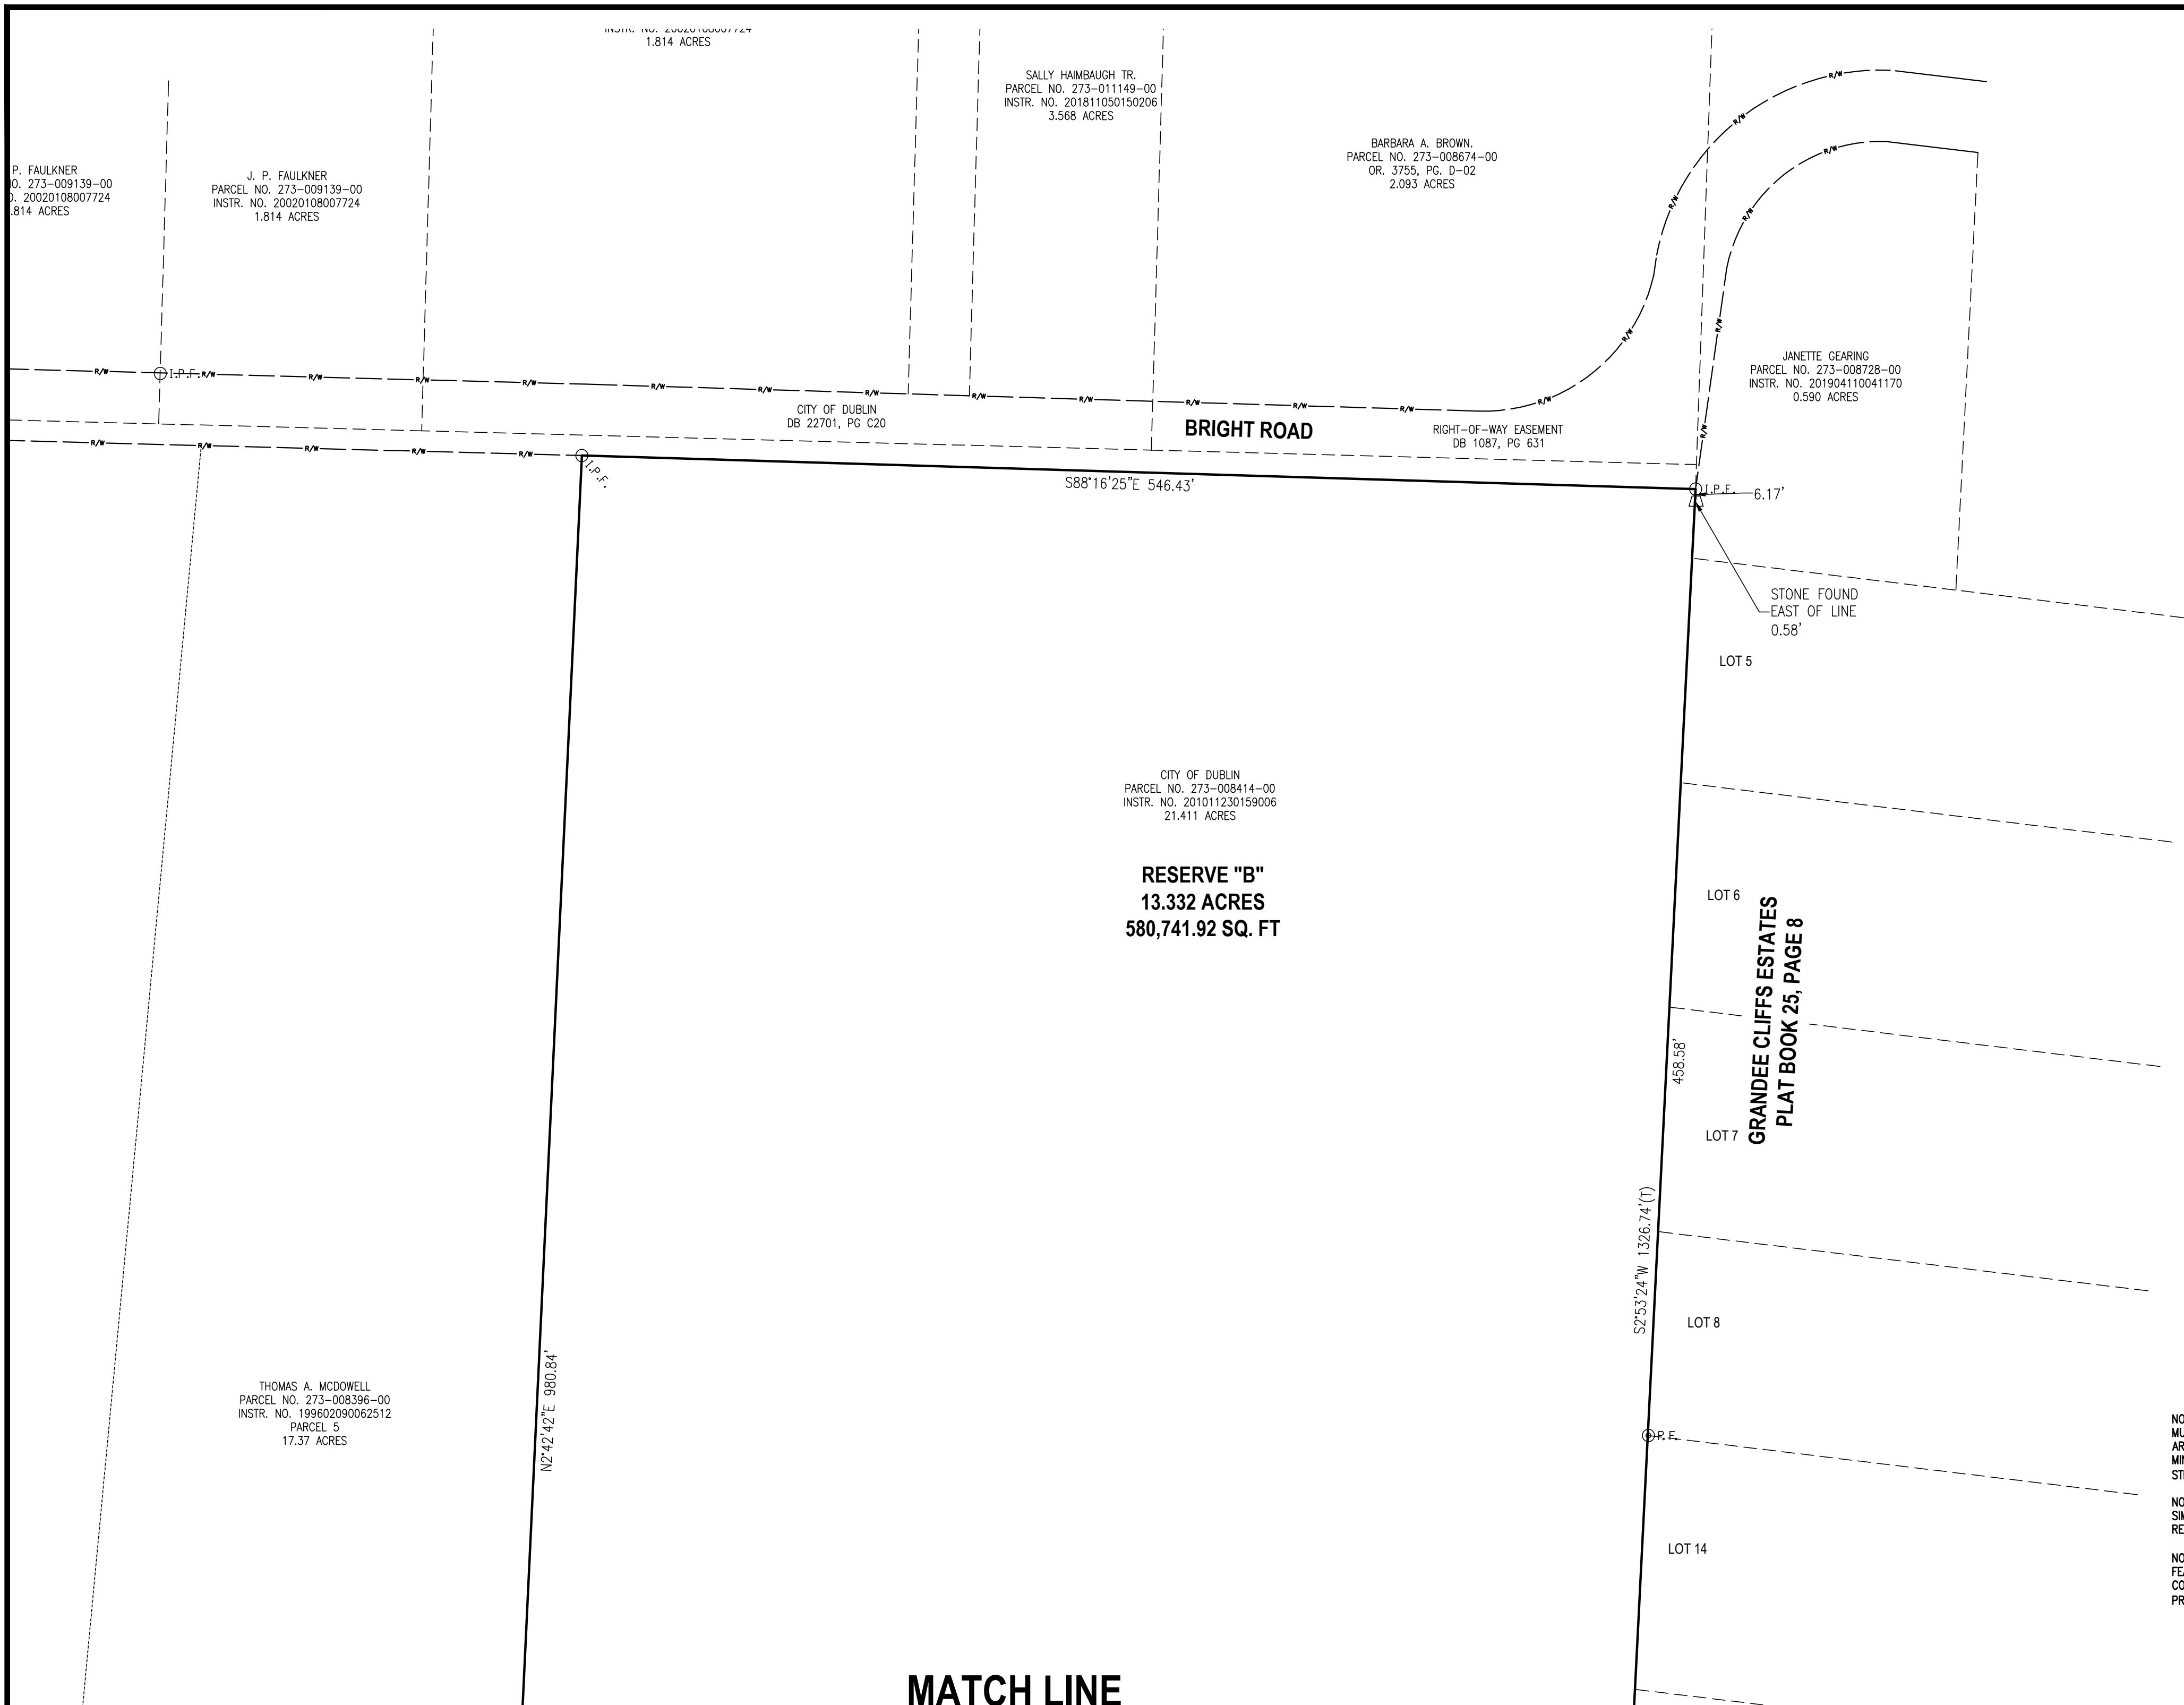 1.814 ACRES
SALLY HAIMBAUGH TR.
PARCEL NO. 273-011149-00
INSTR. NO. 201811050150206
3.568 ACRES
BARBARA A. BROWN.
PARCEL NO. 273-008674-00
OR. 3755, PG. D-02
2.093 ACRES
P. FAULKNER
273-009139-00
20020108007724
.814 ACRES
J. P. FAULKNER
PARCEL NO. 273-009139-00
INSTR. NO. 20020108007724
1.814 ACRES
R/W
R/W
R/W
R/W
R/W
R/W
R/W
JANETTE GEARING
PARCEL NO. 273-008728-00
INSTR. NO. 201904110041170
0.590 ACRES
R/W
I.P.F.
R/W
R/W
R/W
R/W
R/W
R/W
R/W
R/W
R/W
R/W
R/W
R/W
R/W
R/W
CITY OF DUBLIN
DB 22701, PG C20
BRIGHT ROAD
RIGHT-OF-WAY EASEMENT
DB 1087, PG 631
R/W
R/W
R/W
R/W
R/W
I.P.F.
S88°16'25"E 546.43'
I.P.F.
6.17'
STONE FOUND
EAST OF LINE
0.58'
LOT 5
CITY OF DUBLIN
PARCEL NO. 273-008414-00
INSTR. NO. 201011230159006
21.411 ACRES
RESERVE "B"
13.332 ACRES
580,741.92 SQ. FT
LOT 6
GRANDEE CLIFFS ESTATES
PLAT BOOK 25, PAGE 8
458.58'
LOT 7
S2°53'24"W 1326.74'(T)
LOT 8
THOMAS A. MCDOWELL
PARCEL NO. 273-008396-00
INSTR. NO. 199602090062512
PARCEL 5
17.37 ACRES
N2°42'42"E 980.84'
P.F.
LOT 14
MATCH LINE